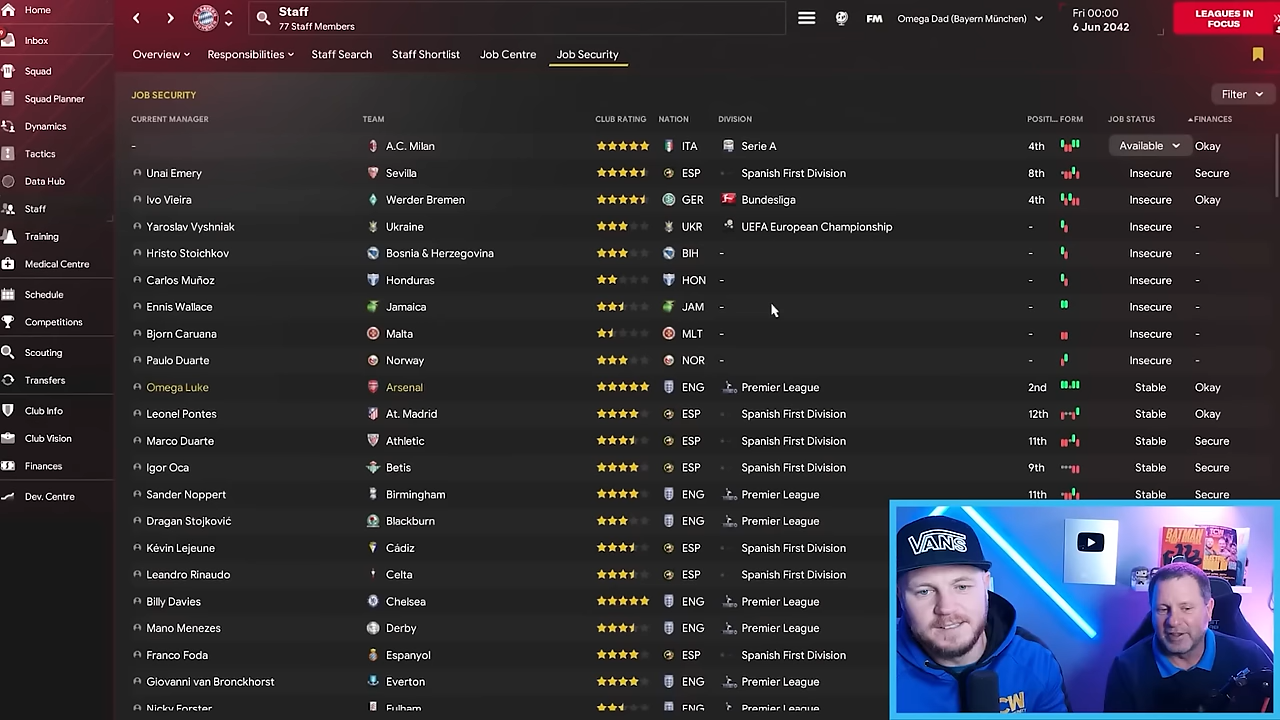 Home
Staff
77 Staff Members
FM
Omega Dad (Bayern München)
Fri 00:00
6 Jun 2042
LEAGUES IN FOCUS
Inbox
Squad
Squad Planner
Dynamics
Tactics
Data Hub
Staff
Training
Medical Centre
Schedule
Competitions
Scouting
Transfers
Club Info
Club Vision
Finances
Dev. Centre
Overview
Responsibilities
Staff Search
Staff Shortlist
Job Centre
Job Security
JOB SECURITY
Filter
CURRENT MANAGER TEAM CLUB RATING NATION DIVISION POSITI... FORM JOB STATUS FINANCES
- A.C. Milan ITA Serie A 4th Available Okay
Unai Emery Sevilla ESP Spanish First Division 8th Insecure Secure
Ivo Vieira Werder Bremen GER Bundesliga 4th Insecure Okay
Yaroslav Vyshniak Ukraine UKR UEFA European Championship - Insecure -
Hristo Stoichkov Bosnia & Herzegovina BIH - - Insecure -
Carlos Muñoz Honduras HON - - Insecure -
Ennis Wallace Jamaica JAM - - Insecure -
Bjorn Caruana Malta MLT - - Insecure -
Paulo Duarte Norway NOR - - Insecure -
Omega Luke Arsenal ENG Premier League 2nd Stable Okay
Leonel Pontes At. Madrid ESP Spanish First Division 12th Stable Okay
Marco Duarte Athletic ESP Spanish First Division 11th Stable Secure
Igor Oca Betis ESP Spanish First Division 9th Stable Secure
Sander Noppert Birmingham ENG Premier League 11th Stable Secure
Dragan Stojković Blackburn ENG Premier League
Kévin Lejeune Cádiz ESP Spanish First Division
Leandro Rinaudo Celta ESP Spanish First Division
Billy Davies Chelsea ENG Premier League
Mano Menezes Derby ENG Premier League
Franco Foda Espanyol ESP Spanish First Division
Giovanni van Bronckhorst Everton ENG Premier League
Nicky Forster Fulham ENG Premier League
VANS
BATMAN